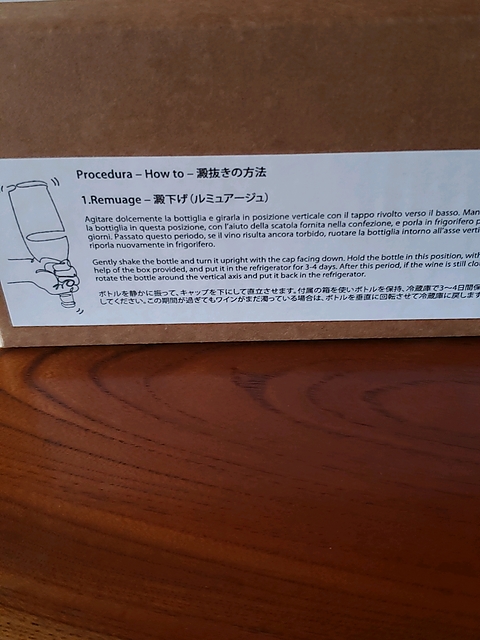 Procedura – How to – 澱抜きの方法
1.Remuage – 澱下げ（ルミュアージュ）
Agitare dolcemente la bottiglia e girarla in posizione verticale con il tappo rivolto verso il basso. Man
la bottiglia in questa posizione, con l'aiuto della scatola fornita nella confezione, e porla in frigorifero p
giorni. Passato questo periodo, se il vino risulta ancora torbido, ruotare la bottiglia intorno all'asse verti
riporla nuovamente in frigorifero.
Gently shake the bottle and turn it upright with the cap facing down. Hold the bottle in this position, with
help of the box provided, and put it in the refrigerator for 3-4 days. After this period, if the wine is still clo
rotate the bottle around the vertical axis and put it back in the refrigerator.
ボトルを静かに振って、キャップを下にして直立させます。付属の箱を使いボトルを保持、冷蔵庫で3〜4日間保
してください。この期間が過ぎてもワインがまだ濁っている場合は、ボトルを垂直に回転させて冷蔵庫に戻します